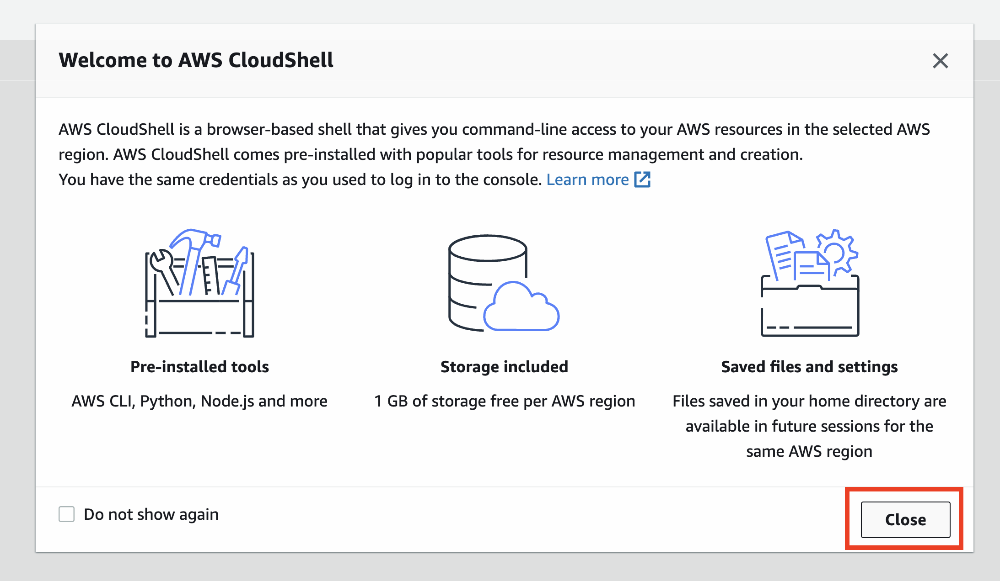 Welcome to AWS CloudShell
AWS CloudShell is a browser-based shell that gives you command-line access to your AWS resources in the selected AWS
region. AWS CloudShell comes pre-installed with popular tools for resource management and creation.
You have the same credentials as you used to log in to the console. Learn more
Pre-installed tools
AWS CLI, Python, Node.js and more
Storage included
1 GB of storage free per AWS region
Saved files and settings
Files saved in your home directory are
available in future sessions for the
same AWS region
Do not show again
Close